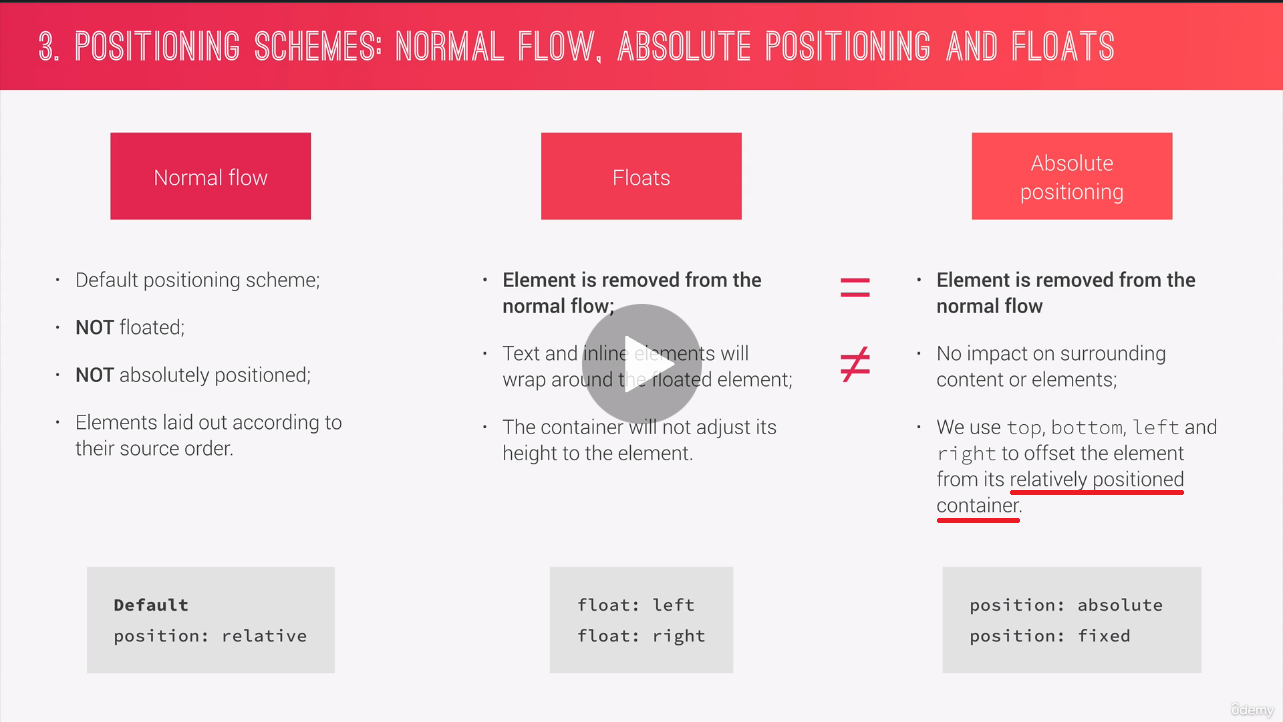 3. POSITIONING SCHEMES: NORMAL FLOW, ABSOLUTE POSITIONING AND FLOATS
Normal flow
• Default positioning scheme;
• NOT floated;
• NOT absolutely positioned;
• Elements laid out according to
their source order.
Default
position: relative
Floats
• Element is removed from the
normal flow;
• Text and inline elements will
wrap around the floated element;
• The container will not adjust its
height to the element.
float: left
float: right
=
≠
Absolute
positioning
• Element is removed from the
normal flow
• No impact on surrounding
content or elements;
• We use top, bottom, left and
right to offset the element
from its relatively positioned
container.
position: absolute
position: fixed
ûdemy